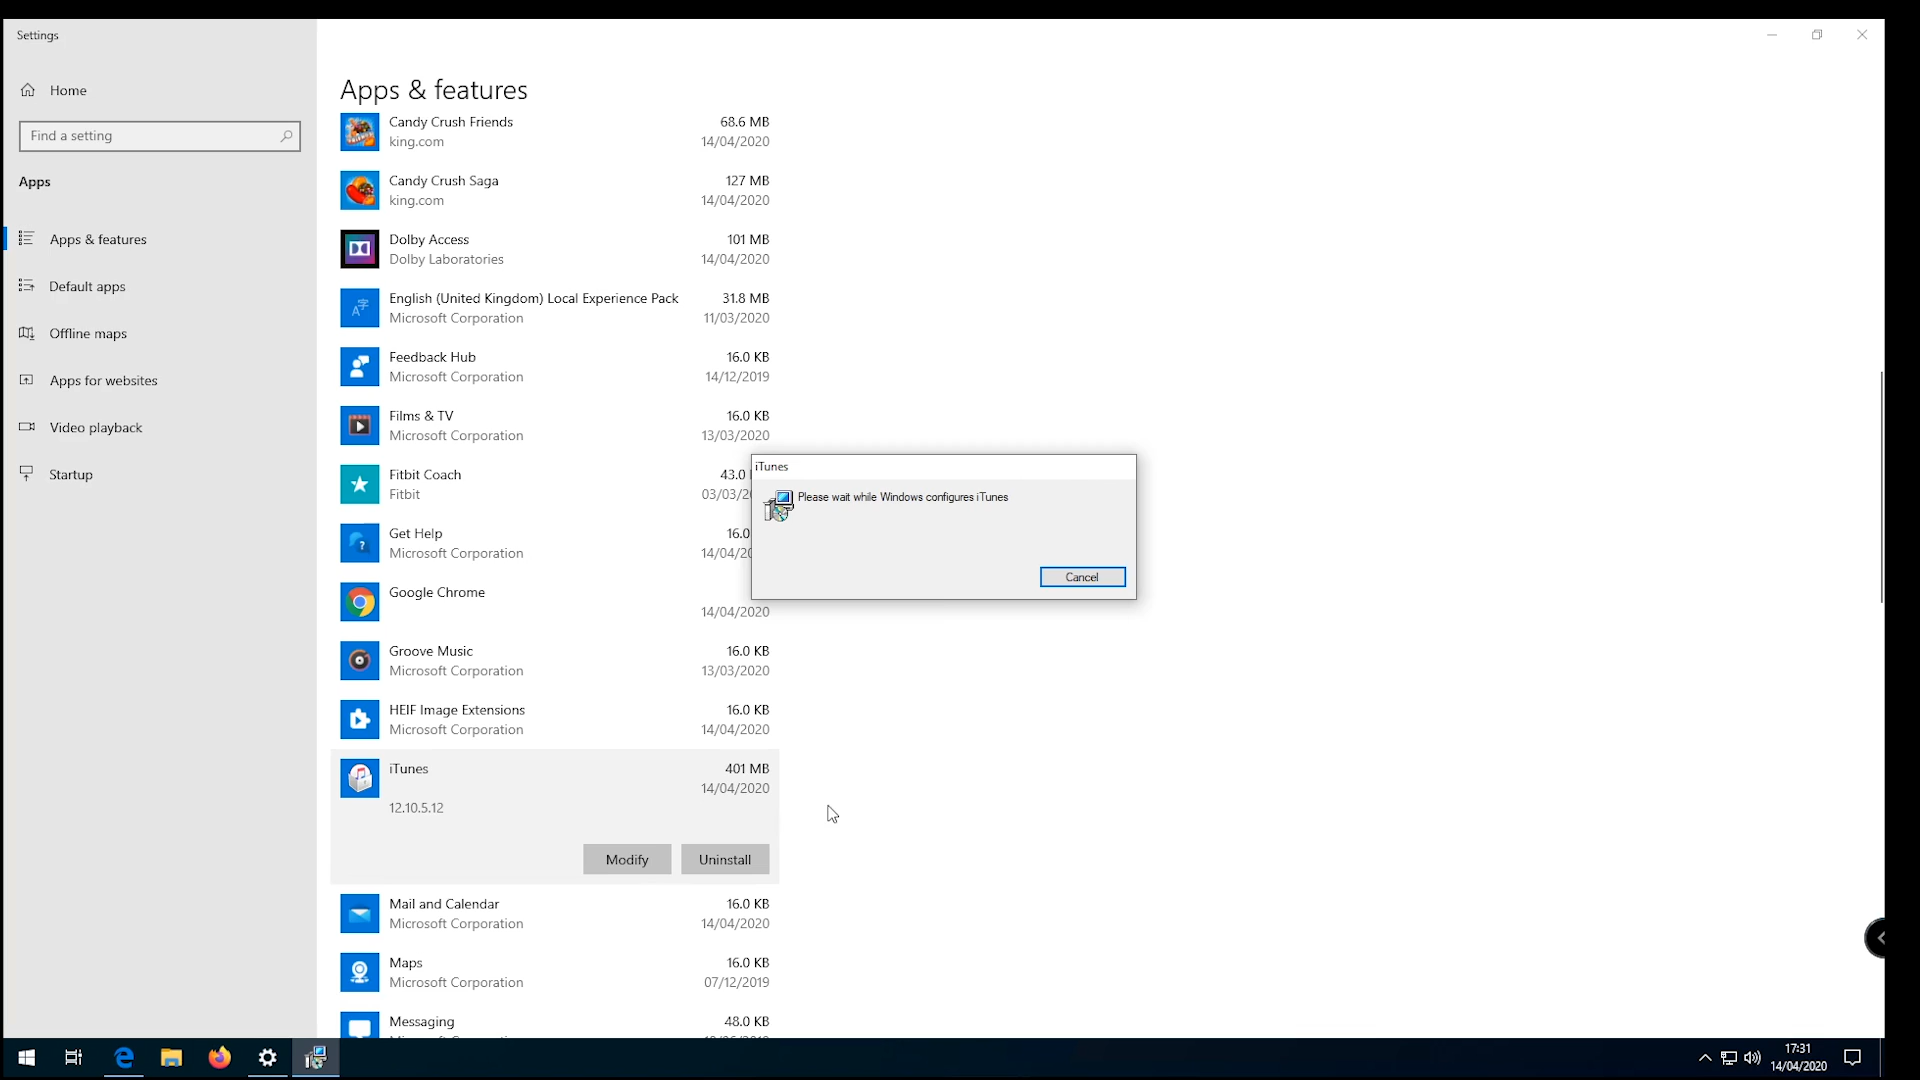 Settings
Home
Find a setting
Apps
Apps & features
Default apps
Offline maps
Apps for websites
Video playback
Startup
Apps & features
Candy Crush Friends 68.6 MB
king.com 14/04/2020
Candy Crush Saga 127 MB
king.com 14/04/2020
Dolby Access 101 MB
Dolby Laboratories 14/04/2020
English (United Kingdom) Local Experience Pack 31.8 MB
Microsoft Corporation 11/03/2020
Feedback Hub 16.0 KB
Microsoft Corporation 14/12/2019
Films & TV 16.0 KB
Microsoft Corporation 13/03/2020
Fitbit Coach 43.0
Fitbit 03/03/2
Get Help 16.0
Microsoft Corporation 14/04/2
Google Chrome
14/04/2020
Groove Music 16.0 KB
Microsoft Corporation 13/03/2020
HEIF Image Extensions 16.0 KB
Microsoft Corporation 14/04/2020
iTunes 401 MB
14/04/2020
12.10.5.12
Modify Uninstall
Mail and Calendar 16.0 KB
Microsoft Corporation 14/04/2020
Maps 16.0 KB
Microsoft Corporation 07/12/2019
Messaging 48.0 KB
iTunes
Please wait while Windows configures iTunes
Cancel
17:31
14/04/2020